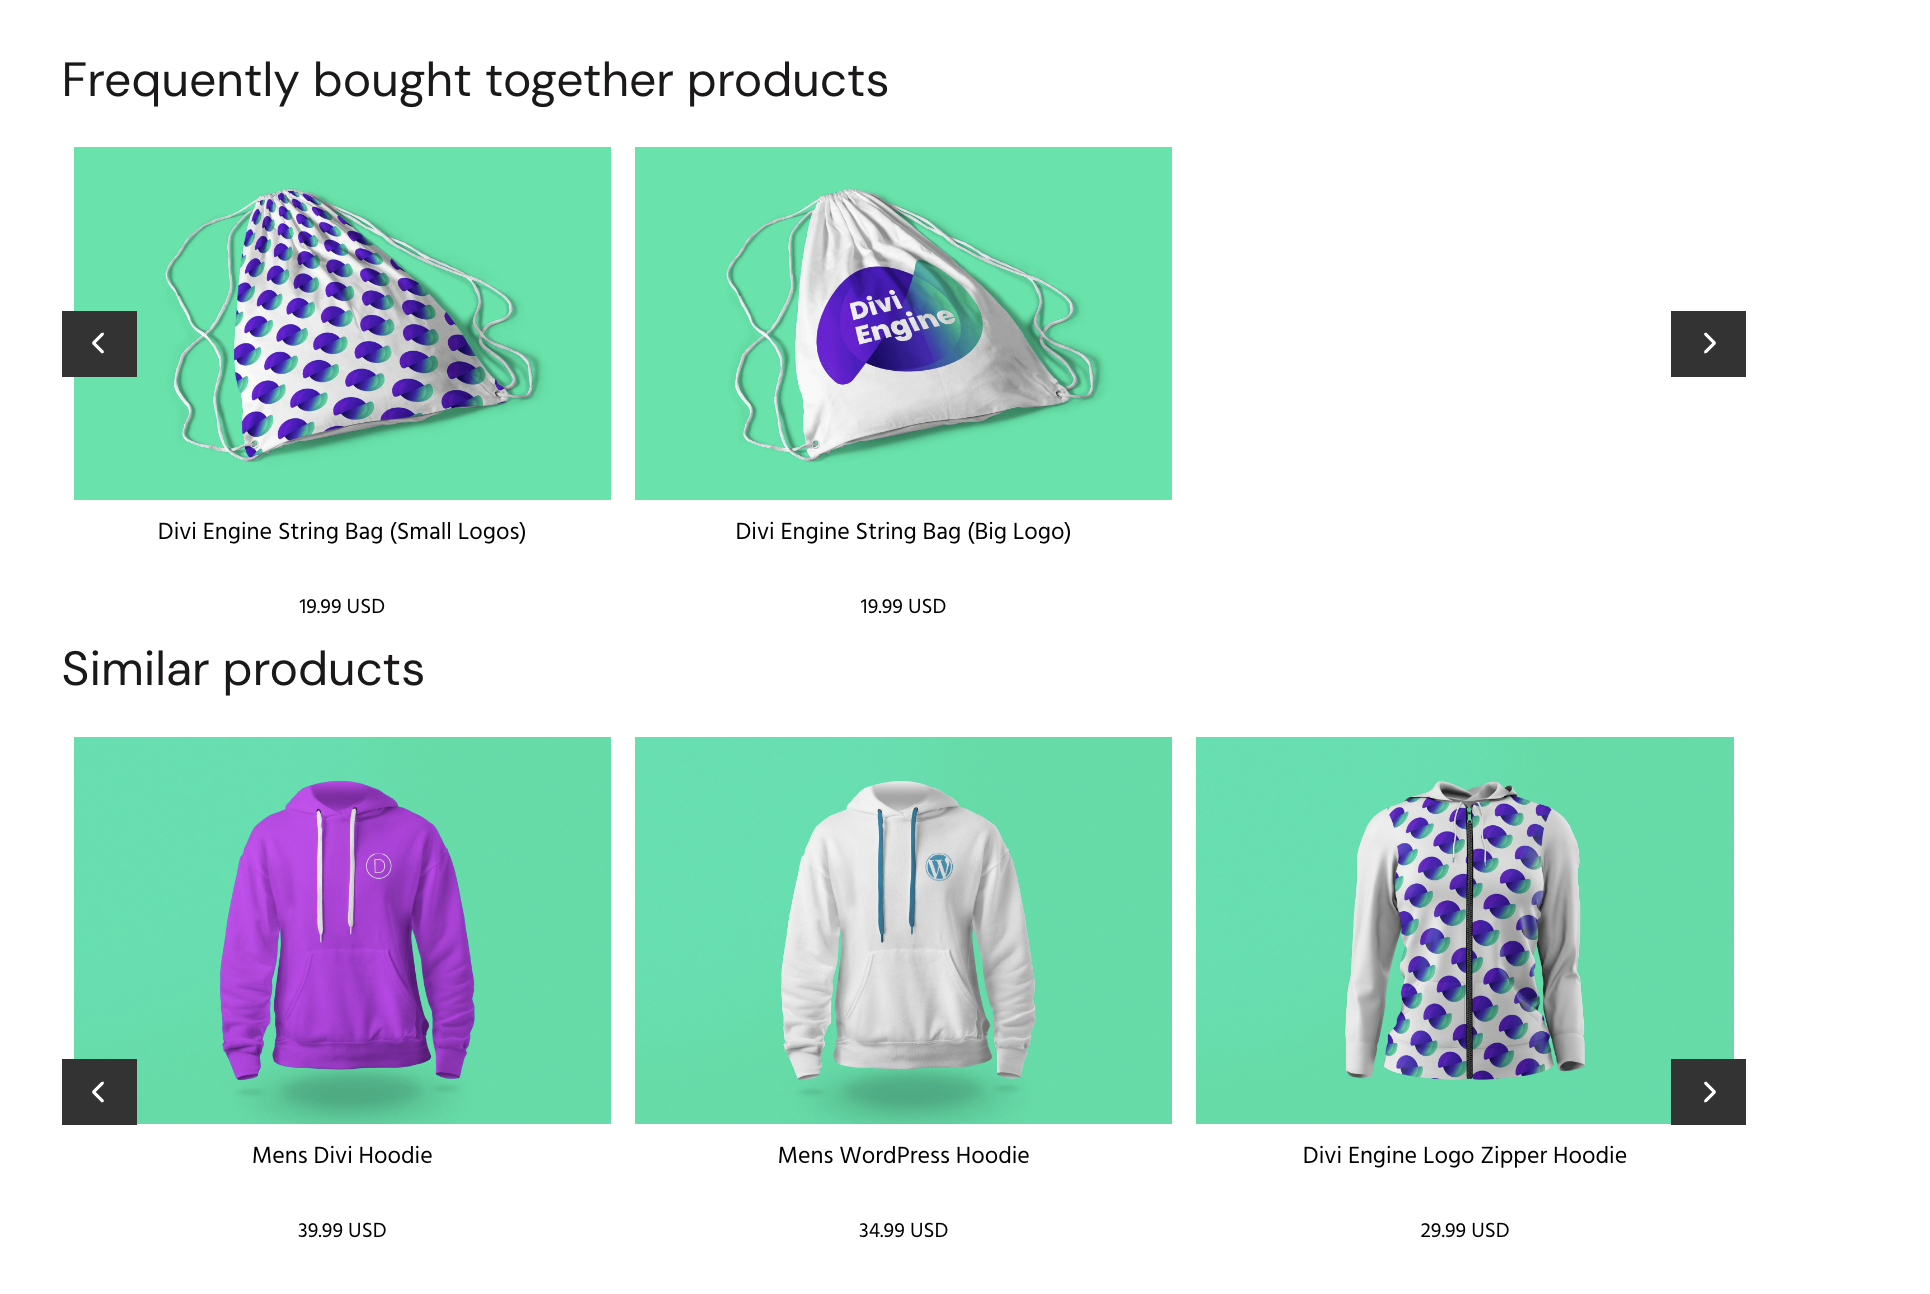 Frequently bought together products
Divi
Engine
Divi Engine String Bag (Small Logos)
Divi Engine String Bag (Big Logo)
19.99 USD
19.99 USD
Similar products
D
W
Mens Divi Hoodie
Mens WordPress Hoodie
Divi Engine Logo Zipper Hoodie
39.99 USD
34.99 USD
29.99 USD